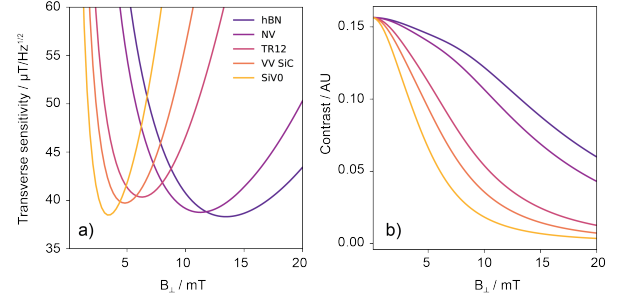 Transverse sensitivity / μT/Hz^1/2
60
55
50
45
40
35
5
10
15
20
B⊥ / mT
hBN
NV
TR12
VV SiC
SiV0
a)
Contrast / AU
0.15
0.10
0.05
0.00
5
10
15
20
B⊥ / mT
b)